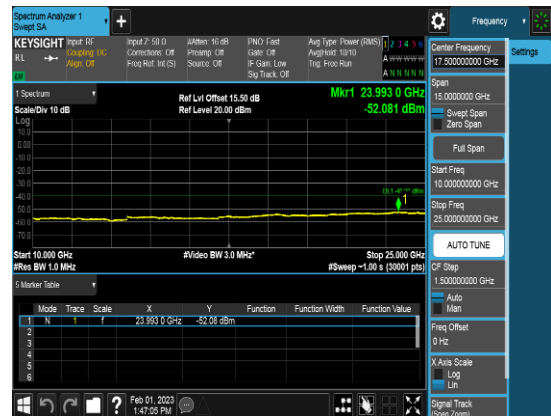 Spectrum Analyzer 1
Swept SA
Frequency
KEYSIGHT
RL
Input: RF
Coupling: DC
Align: Off
Input Z: 50 Ω
Corrections: Off
Freq Ref: Int (S)
#Atten: 16 dB
Preamp: Off
Source: Off
PNO: Fast
Gate: Off
IF Gain: Low
Sig Track: Off
Avg Type: Power (RMS)
Avg|Hold: 10/10
Trig: Free Run
1 2 3 4 5 6
A W W W W W
A N N N N N
Center Frequency
17.500000000 GHz
Settings
Span
15.0000000 GHz
Swept Span
Zero Span
Full Span
Start Freq
10.000000000 GHz
Stop Freq
25.000000000 GHz
AUTO TUNE
CF Step
1.500000000 GHz
Auto
Man
Freq Offset
0 Hz
X Axis Scale
Log
Lin
Signal Track
(Span Zoom)
1 Spectrum
Scale/Div 10 dB
Ref Lvl Offset 15.50 dB
Ref Level 20.00 dBm
Mkr1 23.993 0 GHz
-52.081 dBm
Log
10.0
0.00
-10.0
-20.0
-30.0
-40.0
-50.0
-60.0
-70.0
1
Start 10.000 GHz
#Res BW 1.0 MHz
#Video BW 3.0 MHz*
Stop 25.000 GHz
#Sweep ~1.00 s (30001 pts)
5 Marker Table
Mode Trace Scale X Y Function Function Width Function Value
1 N 1 f 23.993 0 GHz -52.08 dBm
2
3
4
5
6
Feb 01, 2023
1:47:05 PM